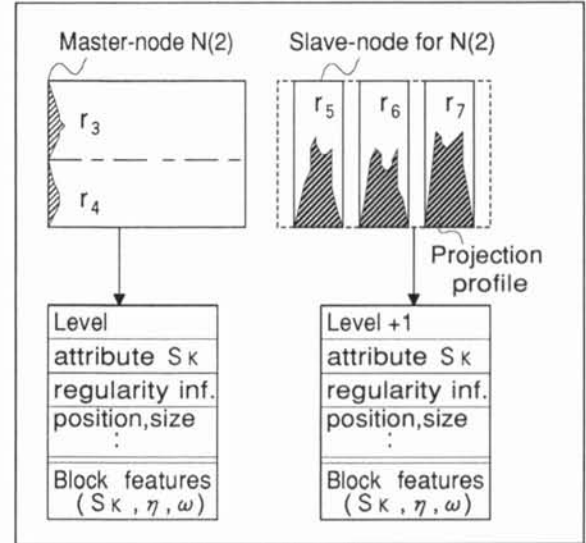 Master-node N(2)
Slave-node for N(2)
r3
r4
r5
r6
r7
Projection
profile
Level
attribute SK
regularity inf.
position,size
⋮
Block features
(SK, η, ω)
Level +1
attribute SK
regularity inf.
position,size
⋮
Block features
(SK, η, ω)